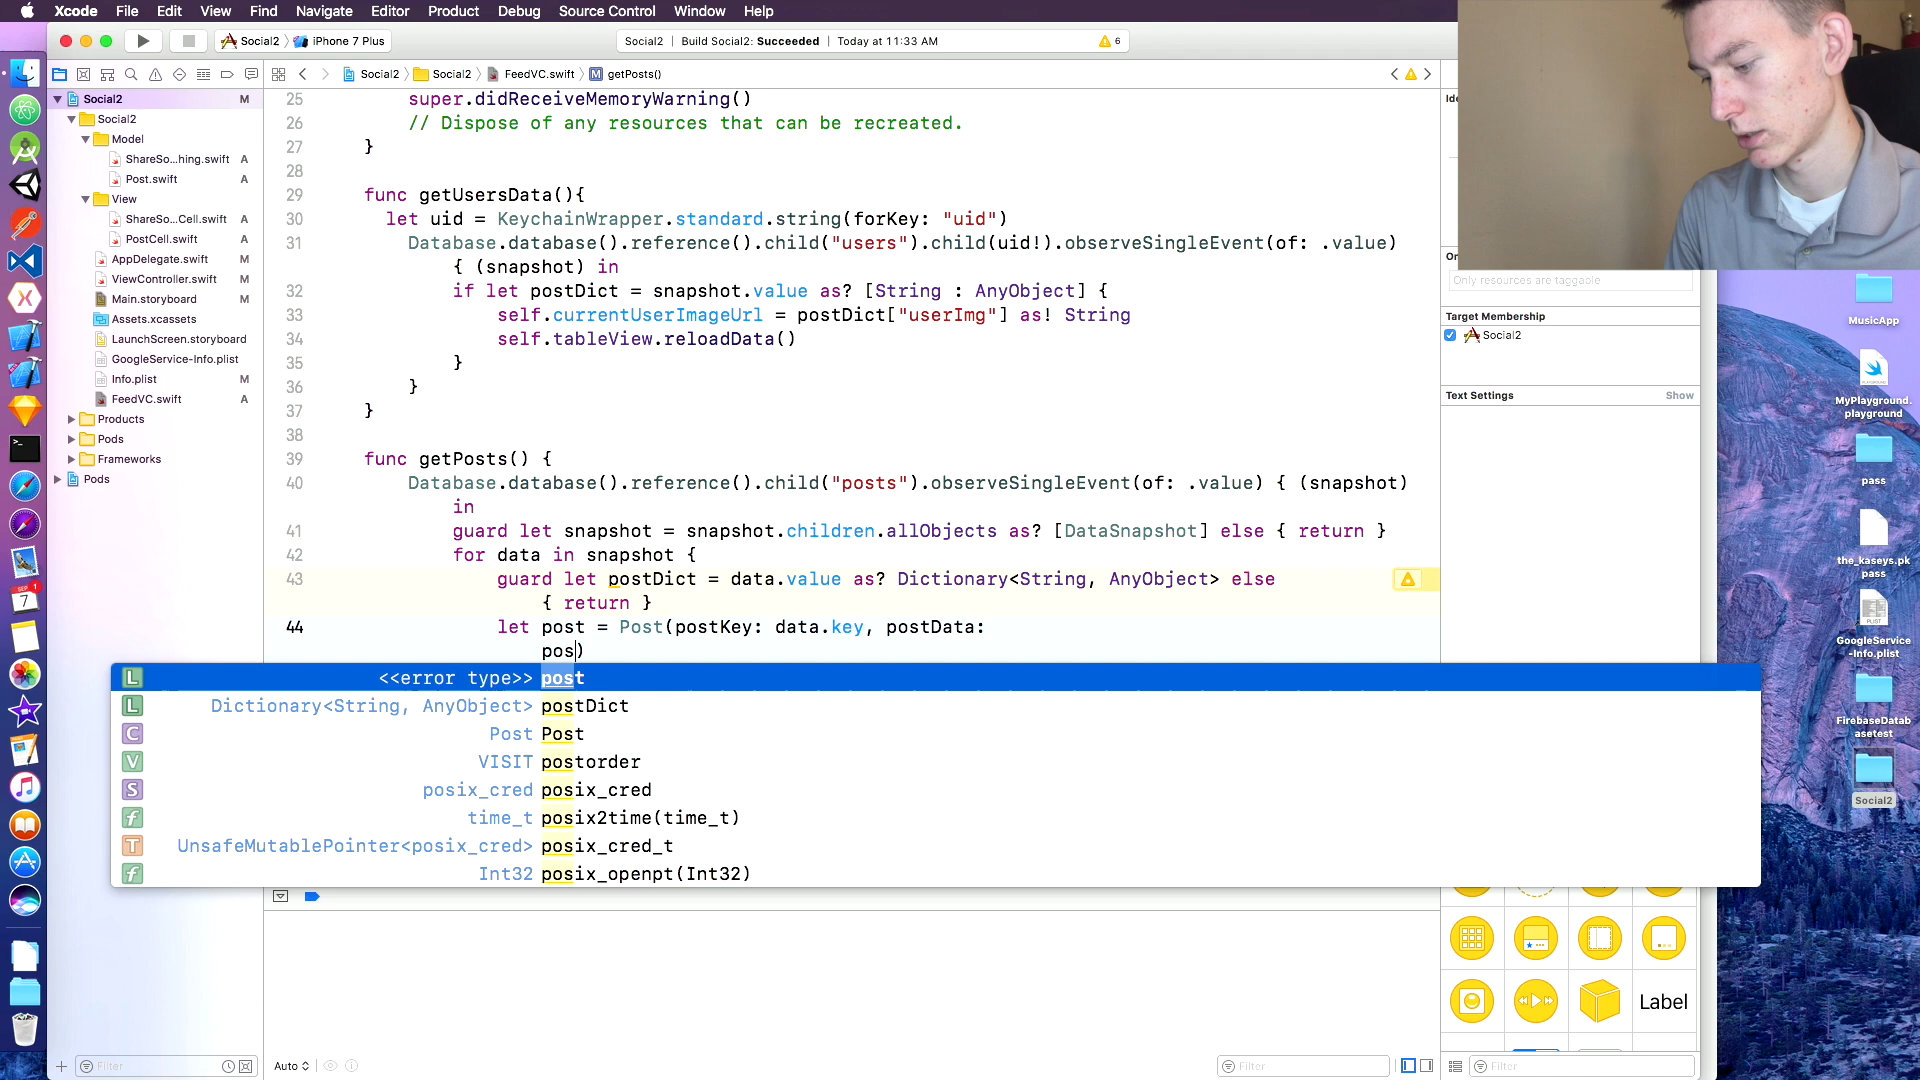 Xcode File Edit View Find Navigate Editor Product Debug Source Control Window Help
Social2 iPhone 7 Plus
Social2 | Build Social2: Succeeded | Today at 11:33 AM
6
Social2 Social2 FeedVC.swift M getPosts()
Social2 M
Social2
Model
ShareSo...hing.swift A
Post.swift A
View
ShareSo...Cell.swift A
PostCell.swift A
AppDelegate.swift M
ViewController.swift M
Main.storyboard M
Assets.xcassets
LaunchScreen.storyboard
GoogleService-Info.plist
Info.plist M
FeedVC.swift A
Products
Pods
Frameworks
Pods
25 super.didReceiveMemoryWarning()
26 // Dispose of any resources that can be recreated.
27 }
28
29 func getUsersData(){
30 let uid = KeychainWrapper.standard.string(forKey: "uid")
31 Database.database().reference().child("users").child(uid!).observeSingleEvent(of: .value)
{ (snapshot) in
32 if let postDict = snapshot.value as? [String : AnyObject] {
33 self.currentUserImageUrl = postDict["userImg"] as! String
34 self.tableView.reloadData()
35 }
36 }
37 }
38
39 func getPosts() {
40 Database.database().reference().child("posts").observeSingleEvent(of: .value) { (snapshot)
in
41 guard let snapshot = snapshot.children.allObjects as? [DataSnapshot] else { return }
42 for data in snapshot {
43 guard let postDict = data.value as? Dictionary<String, AnyObject> else
{ return }
44 let post = Post(postKey: data.key, postData:
pos)
L <<error type>> post
L Dictionary<String, AnyObject> postDict
C Post Post
V VISIT postorder
S posix_cred posix_cred
f time_t posix2time(time_t)
T UnsafeMutablePointer<posix_cred> posix_cred_t
f Int32 posix_openpt(Int32)
Only resources are taggable
Target Membership
Social2
Text Settings Show
Label
Filter
Auto
Filter
Filter
SEP
7
1
MusicApp
MyPlayground.
playground
pass
the_kaseys.pk
pass
PLIST
GoogleService
-Info.plist
FirebaseDatab
asetest
Social2